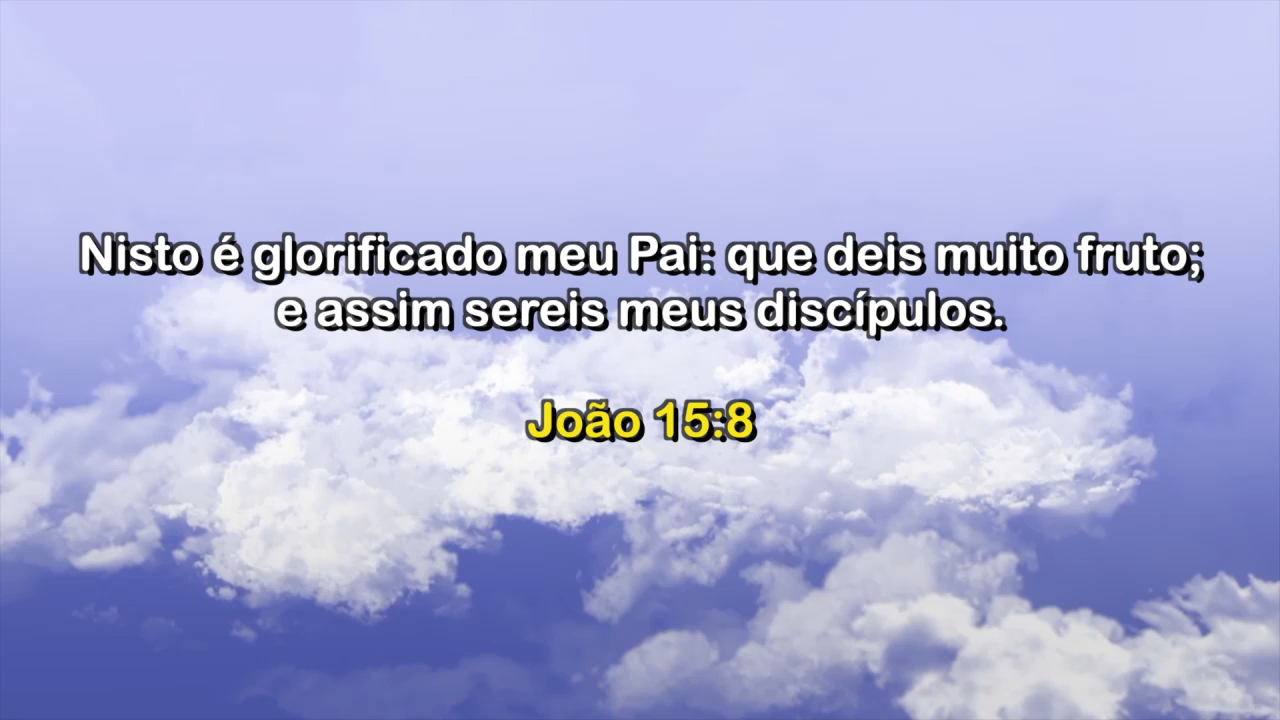 Nisto é glorificado meu Pai: que deis muito fruto;
e assim sereis meus discípulos.
João 15:8